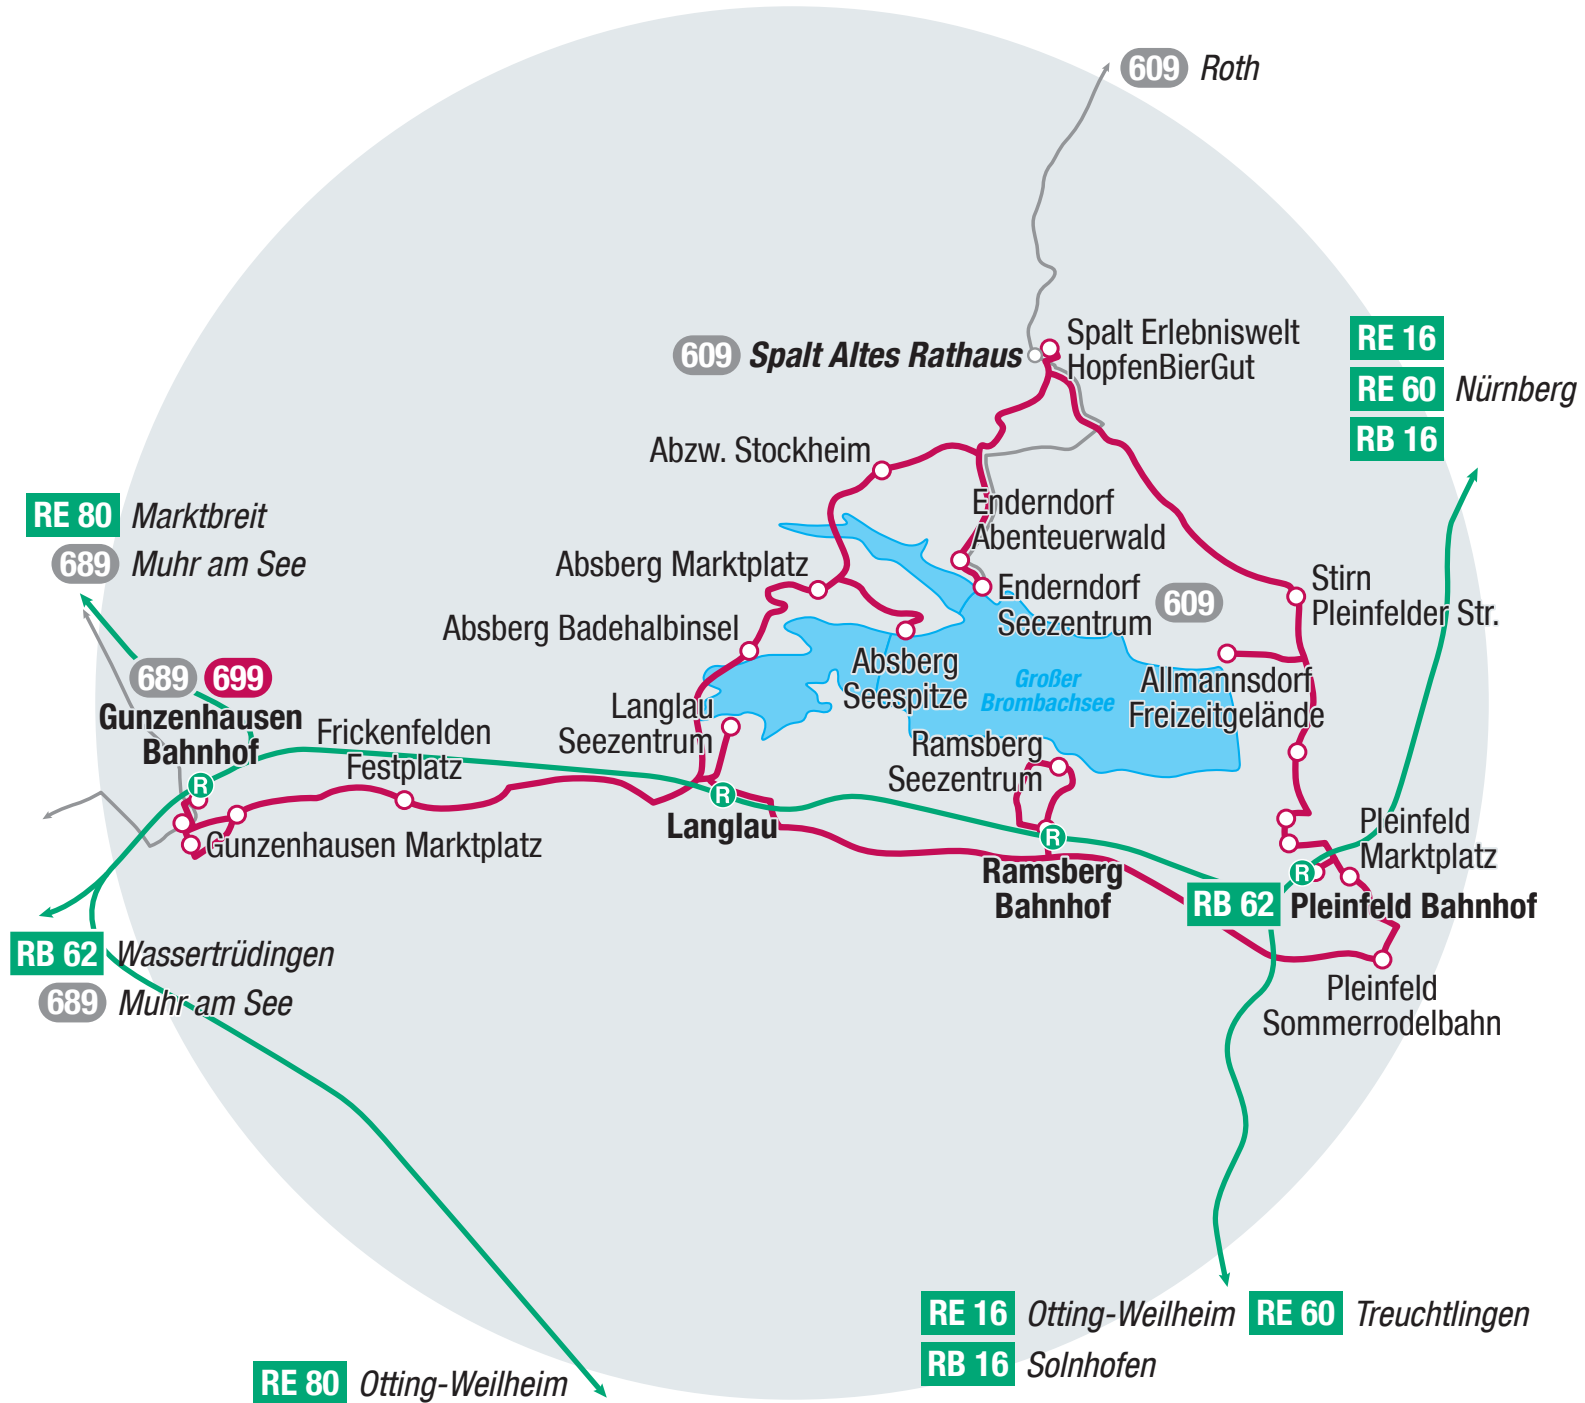 609 Roth
RE 16
RE 60 Nürnberg
RB 16
609 Spalt Altes Rathaus
Spalt Erlebniswelt
HopfenBierGut
Abzw. Stockheim
RE 80 Marktbreit
689 Muhr am See
Enderndorf
Abenteuerwald
Absberg Marktplatz
Enderndorf
Seezentrum
609
Stirn
Pleinfelder Str.
Absberg Badehalbinsel
Absberg
Seespitze
Großer
Brombachsee
Allmannsdorf
Freizeitgelände
689 699
Gunzenhausen
Bahnhof
Frickenfelden
Festplatz
Langlau
Seezentrum
Ramsberg
Seezentrum
R
R
Langlau
R
Ramsberg
Bahnhof
Gunzenhausen Marktplatz
Pleinfeld
Marktplatz
R
RB 62
Pleinfeld Bahnhof
RB 62 Wassertrüdingen
689 Muhr am See
Pleinfeld
Sommerrodelbahn
RE 16 Otting-Weilheim RE 60 Treuchtlingen
RB 16 Solnhofen
RE 80 Otting-Weilheim